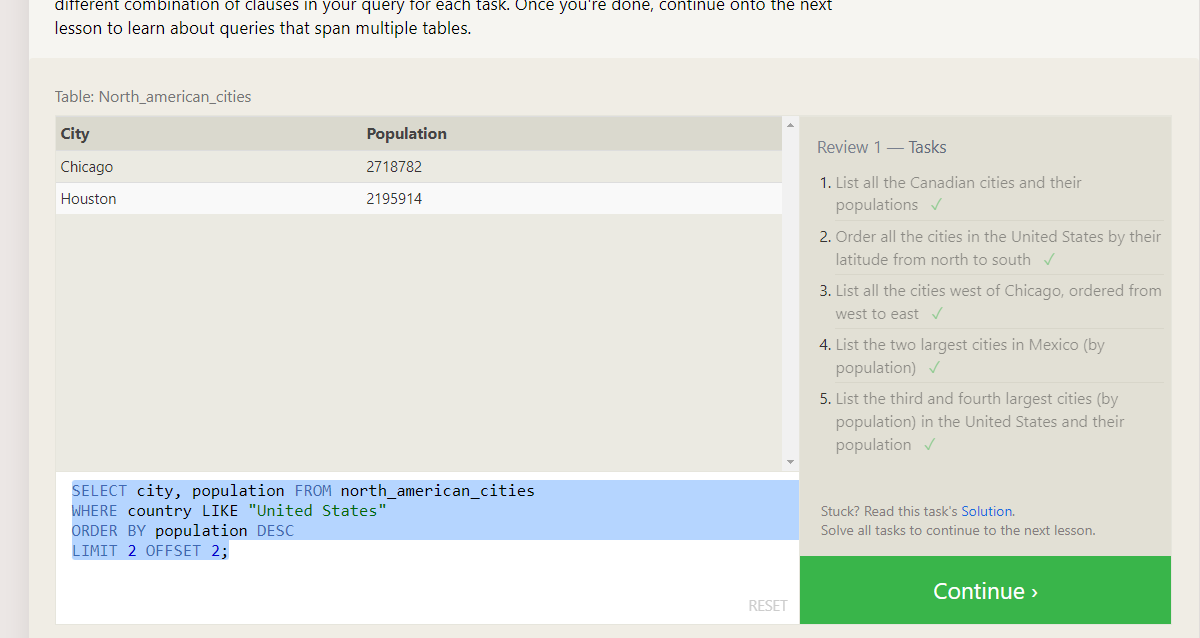 different combination of clauses in your query for each task. Once you're done, continue onto the next
lesson to learn about queries that span multiple tables.
Table: North_american_cities
City Population
Chicago 2718782
Houston 2195914
SELECT city, population FROM north_american_cities
WHERE country LIKE "United States"
ORDER BY population DESC
LIMIT 2 OFFSET 2;
RESET
Review 1 — Tasks
1. List all the Canadian cities and their
populations ✓
2. Order all the cities in the United States by their
latitude from north to south ✓
3. List all the cities west of Chicago, ordered from
west to east ✓
4. List the two largest cities in Mexico (by
population) ✓
5. List the third and fourth largest cities (by
population) in the United States and their
population ✓
Stuck? Read this task's Solution.
Solve all tasks to continue to the next lesson.
Continue ›